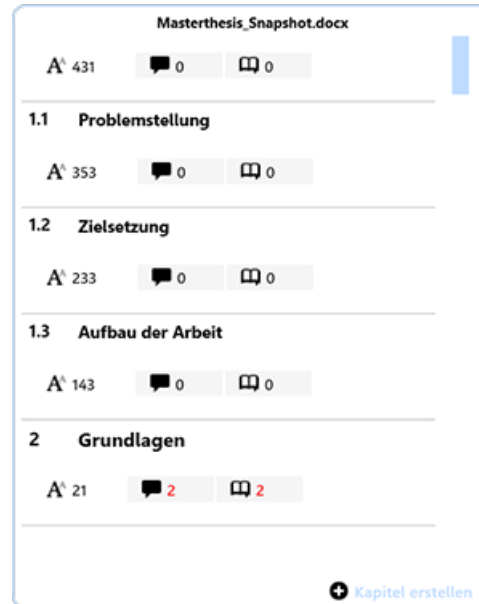 Masterthesis_Snapshot.docx
A^ 431 0 0
1.1 Problemstellung
A^ 353 0 0
1.2 Zielsetzung
A^ 233 0 0
1.3 Aufbau der Arbeit
A^ 143 0 0
2 Grundlagen
A^ 21 2 2
Kapitel erstellen